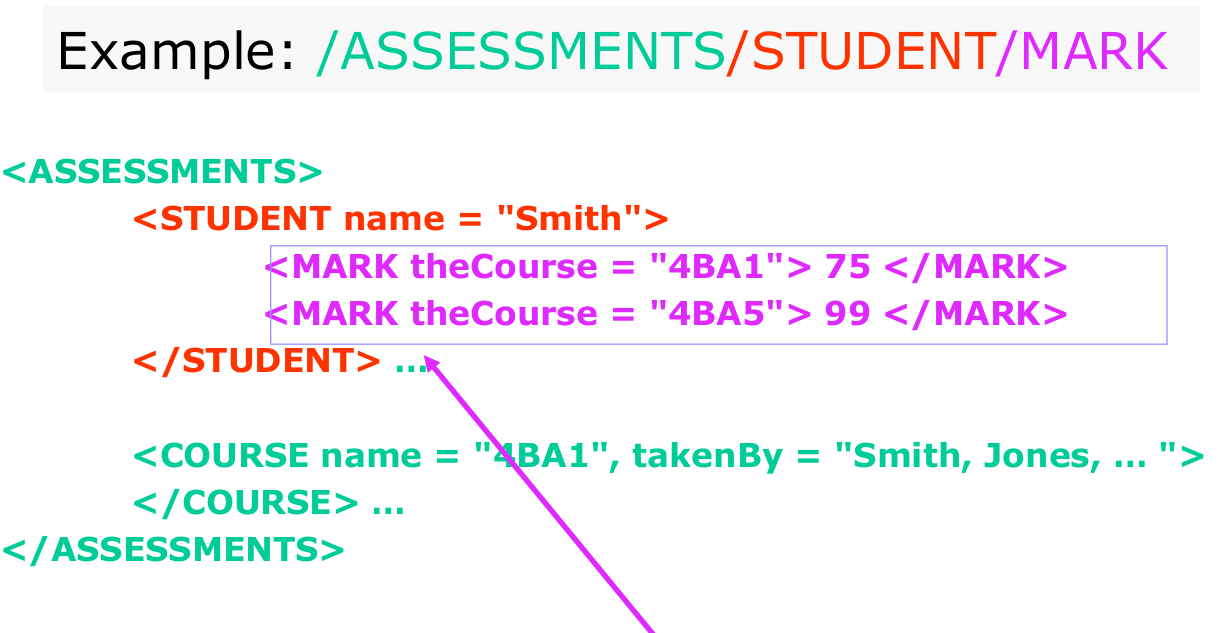 Example: /ASSESSMENTS/STUDENT/MARK
<ASSESSMENTS>
<STUDENT name = "Smith">
<MARK theCourse = "4BA1"> 75 </MARK>
<MARK theCourse = "4BA5"> 99 </MARK>
</STUDENT> ...
<COURSE name = "4BA1", takenBy = "Smith, Jones, ... ">
</COURSE> ...
</ASSESSMENTS>